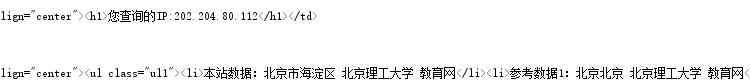 lign="center"><h1>您查询的IP:202.204.80.112</h1></td>
lign="center"><ul class="ul1"><li>本站数据：北京市海淀区 北京理工大学 教育网</li><li>参考数据1：北京北京 北京理工大学 教育网<